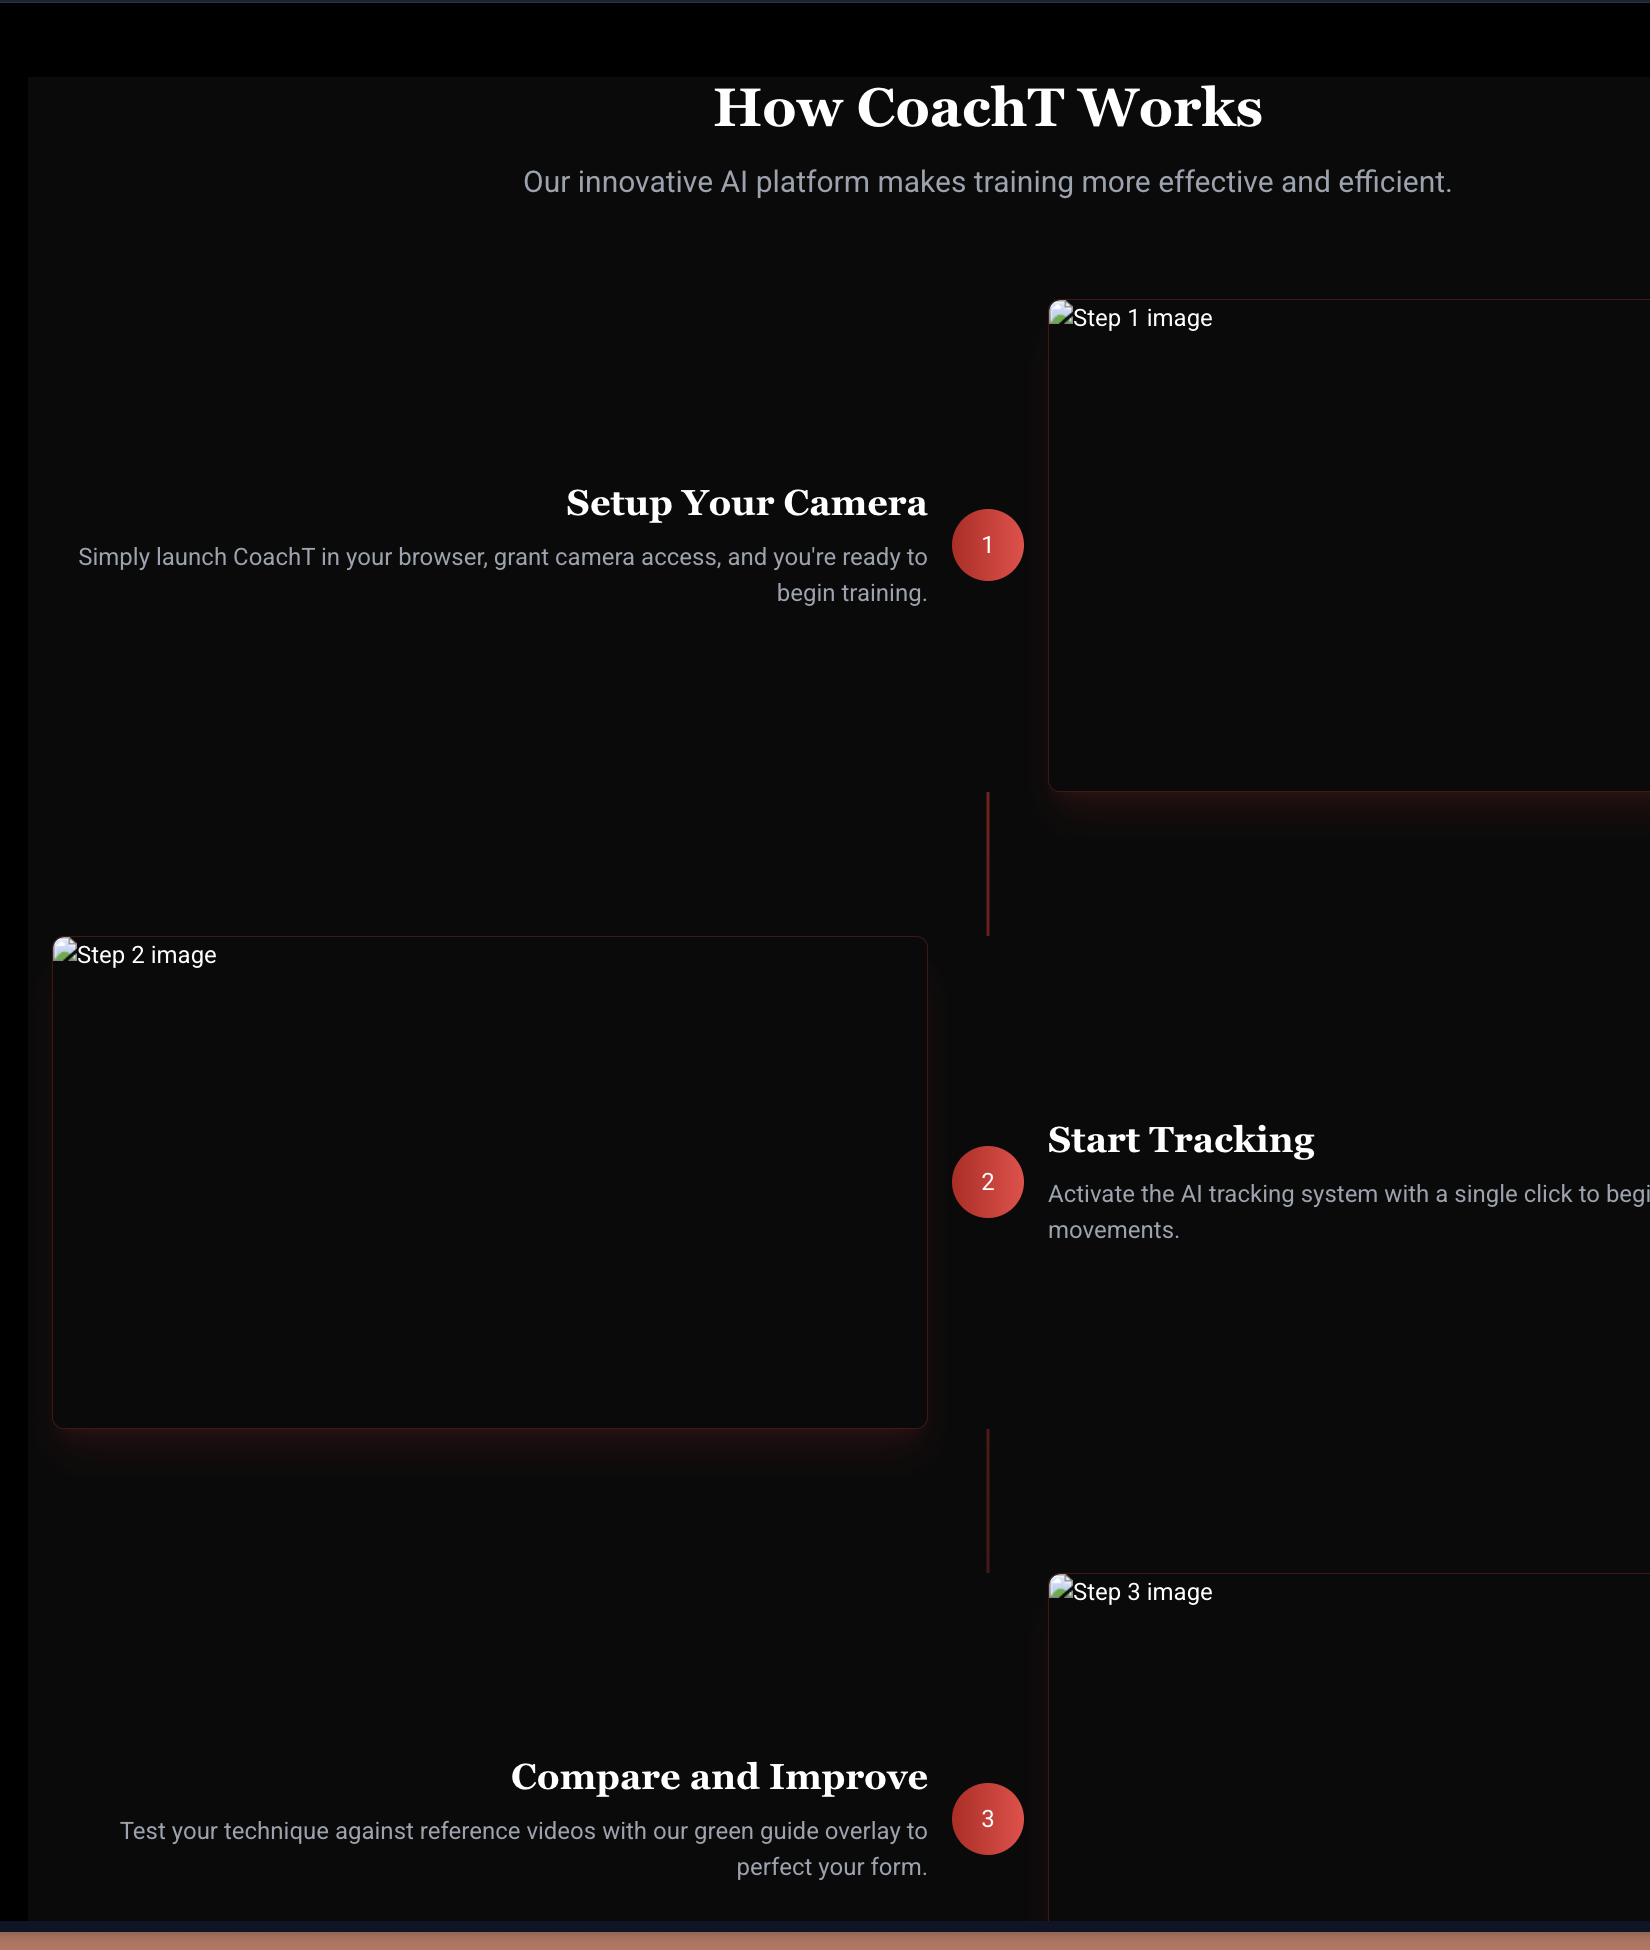 How CoachT Works
Our innovative AI platform makes training more effective and efficient.
Step 1 image
Setup Your Camera
Simply launch CoachT in your browser, grant camera access, and you're ready to
begin training.
1
Step 2 image
2
Start Tracking
Activate the AI tracking system with a single click to
movements.
Step 3 image
Compare and Improve
Test your technique against reference videos with our green guide overlay to
perfect your form.
3